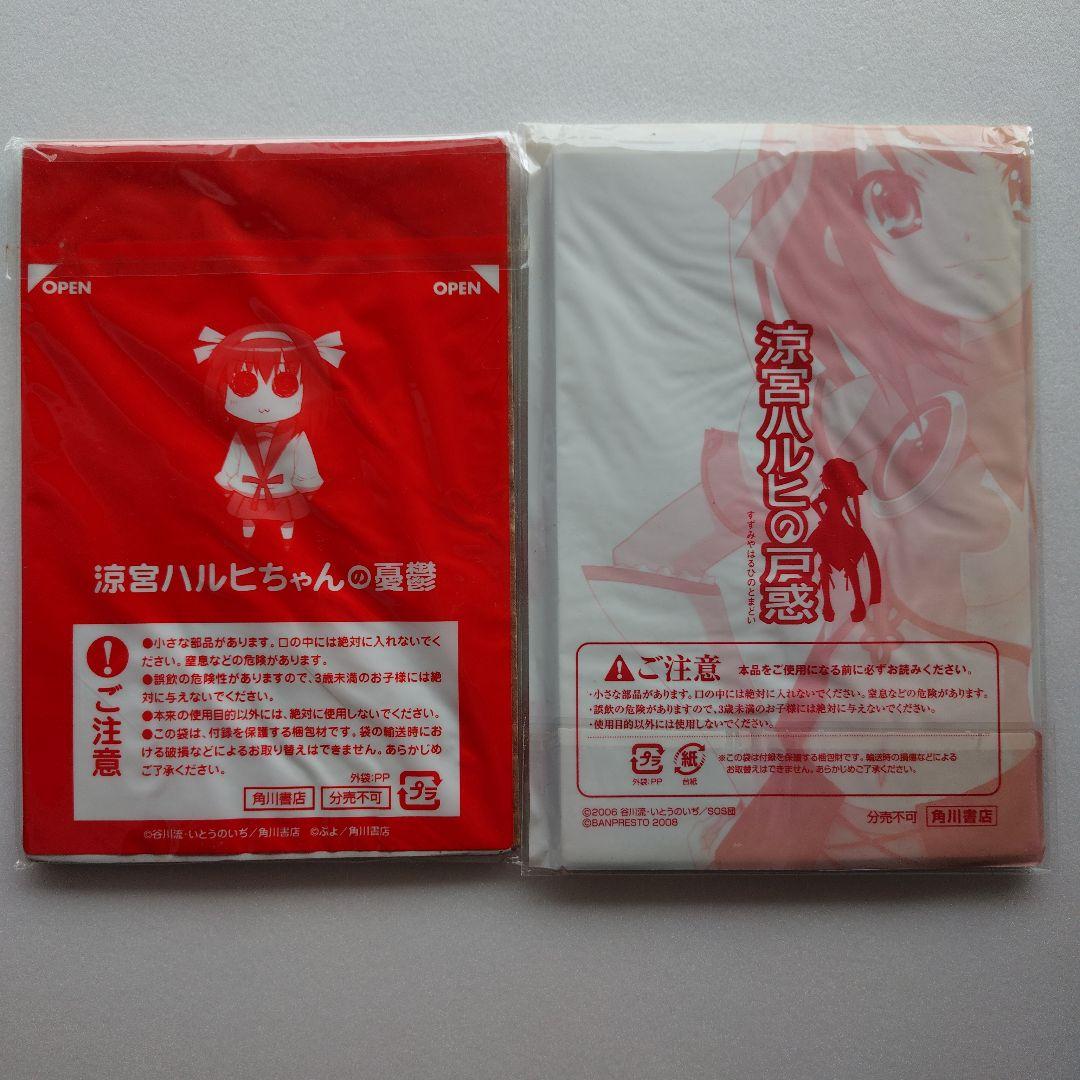 OPEN
OPEN
涼宮ハルヒちゃんの憂鬱
ご注意
●小さな部品があります。口の中には絶対に入れないでく
ださい。窒息などの危険があります。
●誤飲の危険性がありますので、3歳未満のお子様には絶
対に与えないでください。
●本来の使用目的以外には、絶対に使用しないでください。
●この袋は、付録を保護する梱包材です。袋の輸送時にお
ける破損などによるお取り替えはできません。あらかじめ
ご了承ください。
外袋:PP
角川書店
分売不可
プラ
©谷川流・いとうのいぢ/角川書店 ©ぷよ/角川書店
涼宮ハルヒの戸惑
すずみやはるひのとまどい
ご注意 本品をご使用になる前に必ずお読みください。
・小さな部品があります。口の中には絶対に入れないでください。窒息などの危険があります。
・誤飲の危険がありますので、3歳未満のお子様には絶対に与えないでください。
・使用目的以外には使用しないでください。
プラ
外袋:PP
紙
台紙
※この袋は付録を保護する梱包材です。輸送時の損傷などによる
お取替えはできません。あらかじめご了承ください。
©2006 谷川流・いとうのいぢ/SOS団
©BANPRESTO 2008
分売不可
角川書店